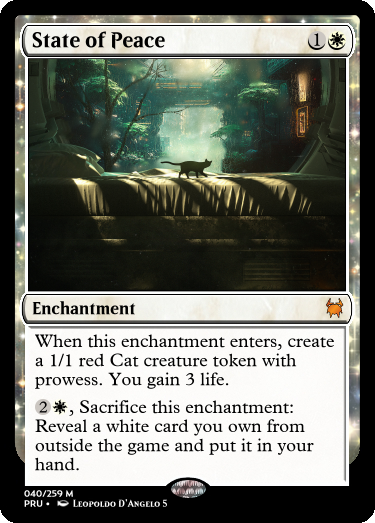 State of Peace 1
Enchantment
When this enchantment enters, create
a 1/1 red Cat creature token with
prowess. You gain 3 life.
2, Sacrifice this enchantment:
Reveal a white card you own from
outside the game and put it in your
hand.
040/259 M
PRU • Leopoldo D'Angelo 5